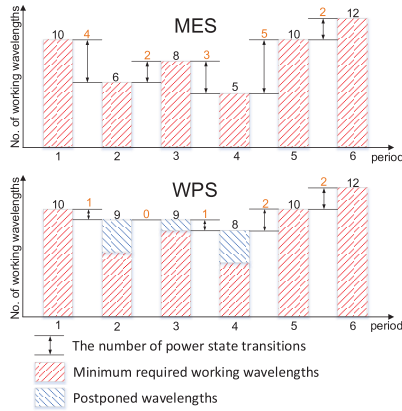 MES
No. of working wavelengths
10 4 6 2 8 3 5 5 10 2 12
1 2 3 4 5 6 period
WPS
No. of working wavelengths
10 1 9 0 9 1 8 2 10 2 12
1 2 3 4 5 6 period
The number of power state transitions
Minimum required working wavelengths
Postponed wavelengths